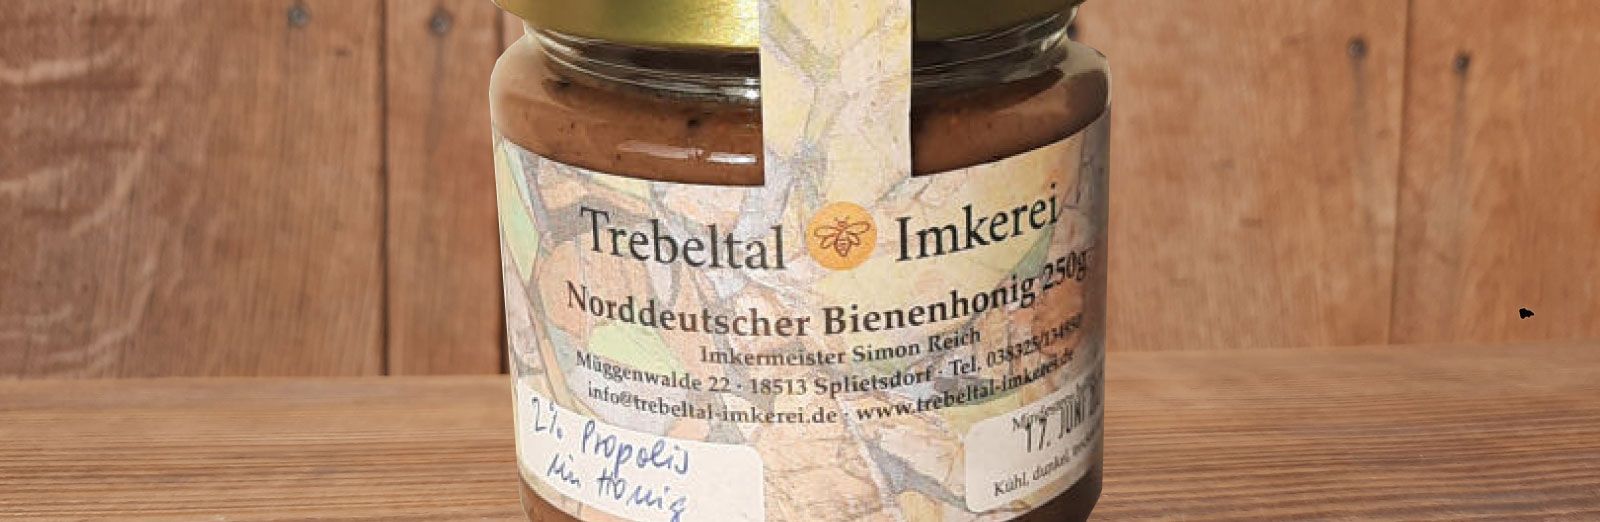 Trebeltal Imkerei
Norddeutscher Bienenhonig 250g
Imkermeister Simon Reich
Müggenwalde 22 · 18513 Splietsdorf · Tel.
info@trebeltal-imkerei.de · www.trebeltal-imkerei.de
2% Propolis
im Honig
17. JUNI
Kühl, dunkel,